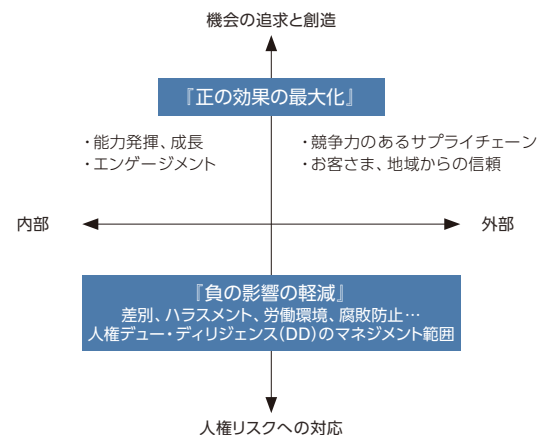 機会の追求と創造
『正の効果の最大化』
・能力発揮、成長
・エンゲージメント
・競争力のあるサプライチェーン
・お客さま、地域からの信頼
内部
外部
『負の影響の軽減』
差別、ハラスメント、労働環境、腐敗防止…
人権デュー・ディリジェンス(DD)のマネジメント範囲
人権リスクへの対応